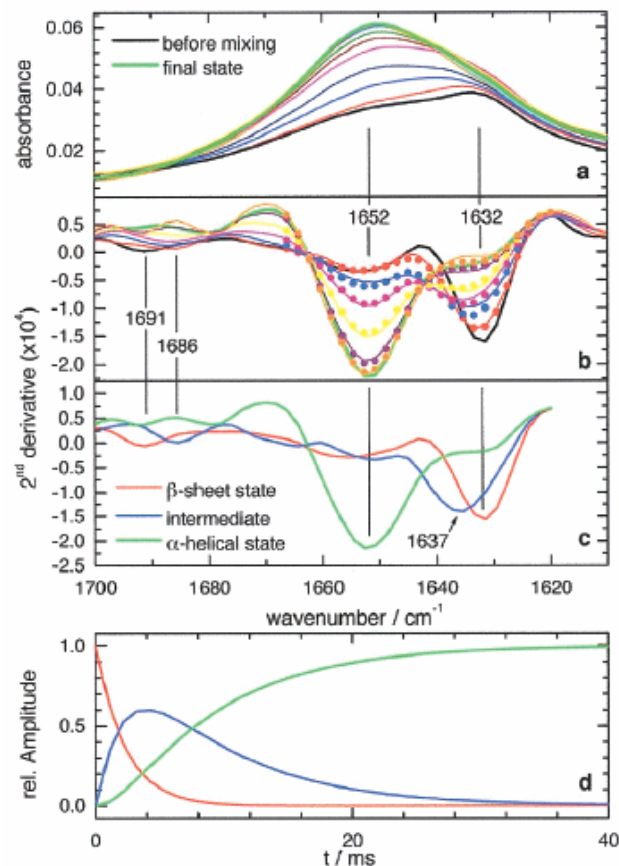 0.06
0.04
0.02
absorbance
before mixing
final state
a
1652
1632
0.5
0.0
-0.5
-1.0
-1.5
-2.0
1691
1686
b
2nd derivative (x10⁴)
1.0
0.5
0.0
-0.5
-1.0
-1.5
-2.0
-2.5
β-sheet state
intermediate
α-helical state
1637
c
1700
1680
1660
1640
1620
wavenumber / cm⁻¹
1.0
0.5
0.0
rel. Amplitude
d
0
20
40
t / ms